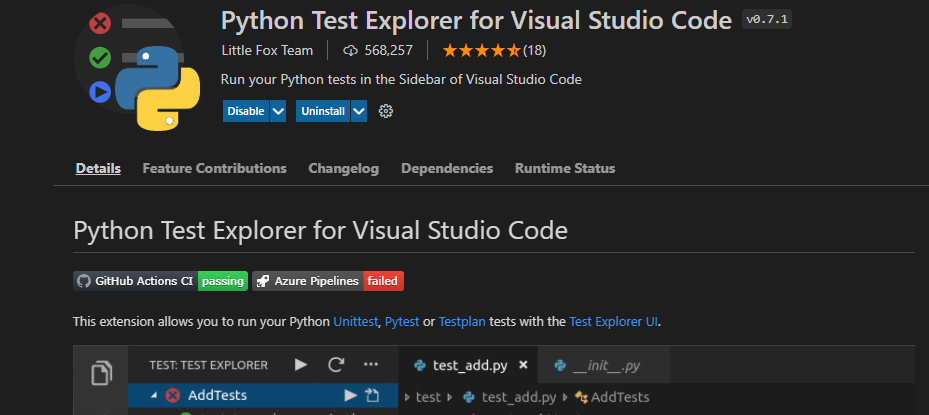 Python Test Explorer for Visual Studio Code v0.7.1
Little Fox Team 568,257 (18)
Run your Python tests in the Sidebar of Visual Studio Code
Disable Uninstall
Details Feature Contributions Changelog Dependencies Runtime Status
Python Test Explorer for Visual Studio Code
GitHub Actions CI passing Azure Pipelines failed
This extension allows you to run your Python Unittest, Pytest or Testplan tests with the Test Explorer UI.
TEST: TEST EXPLORER ··· test_add.py × __init__.py
AddTests test test_add.py AddTests